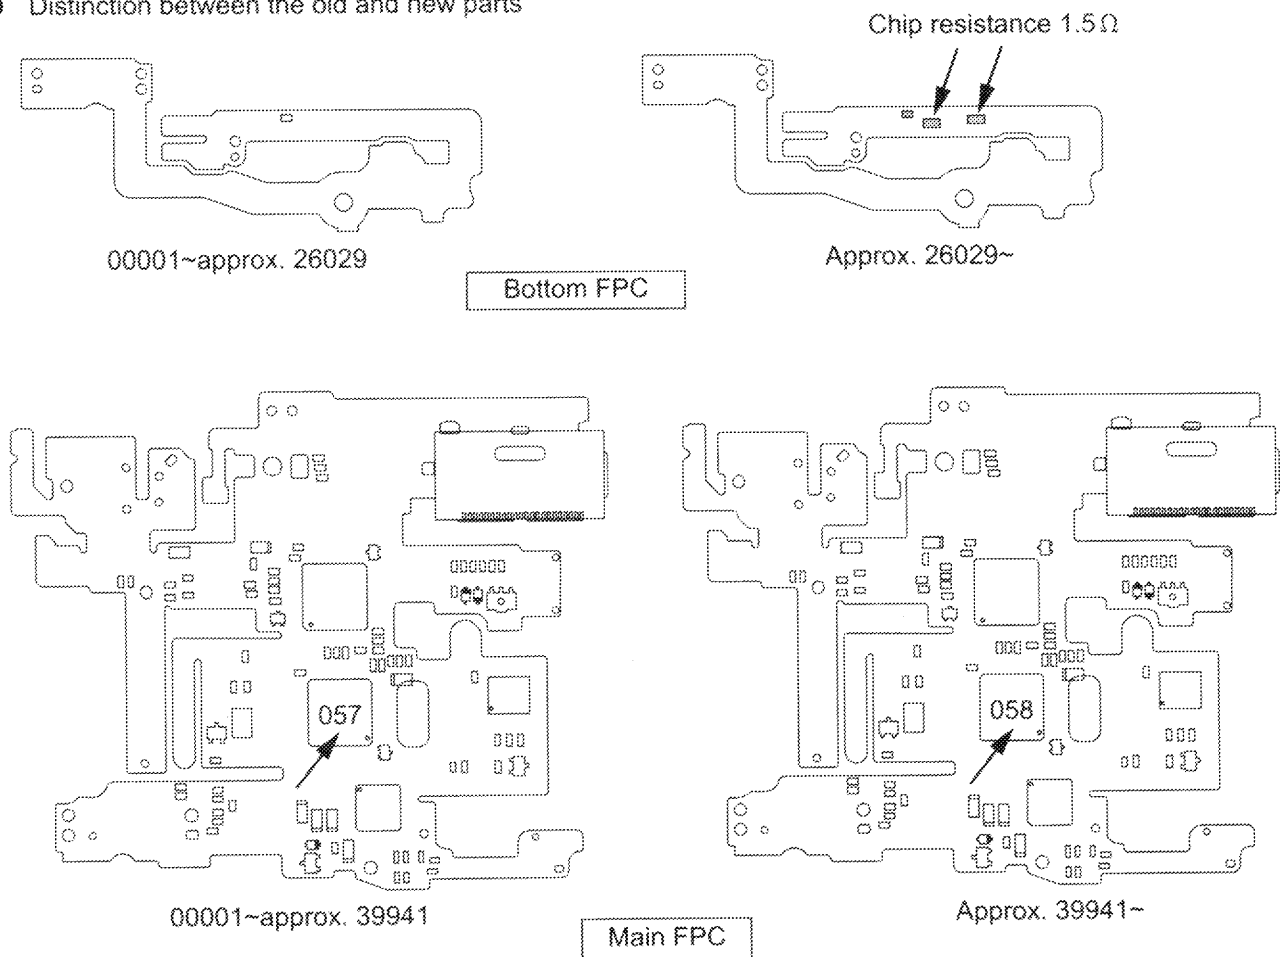 Distinction between the old and new parts
Chip resistance 1.5Ω
00001~approx. 26029
Approx. 26029~
Bottom FPC
057
058
00001~approx. 39941
Approx. 39941~
Main FPC